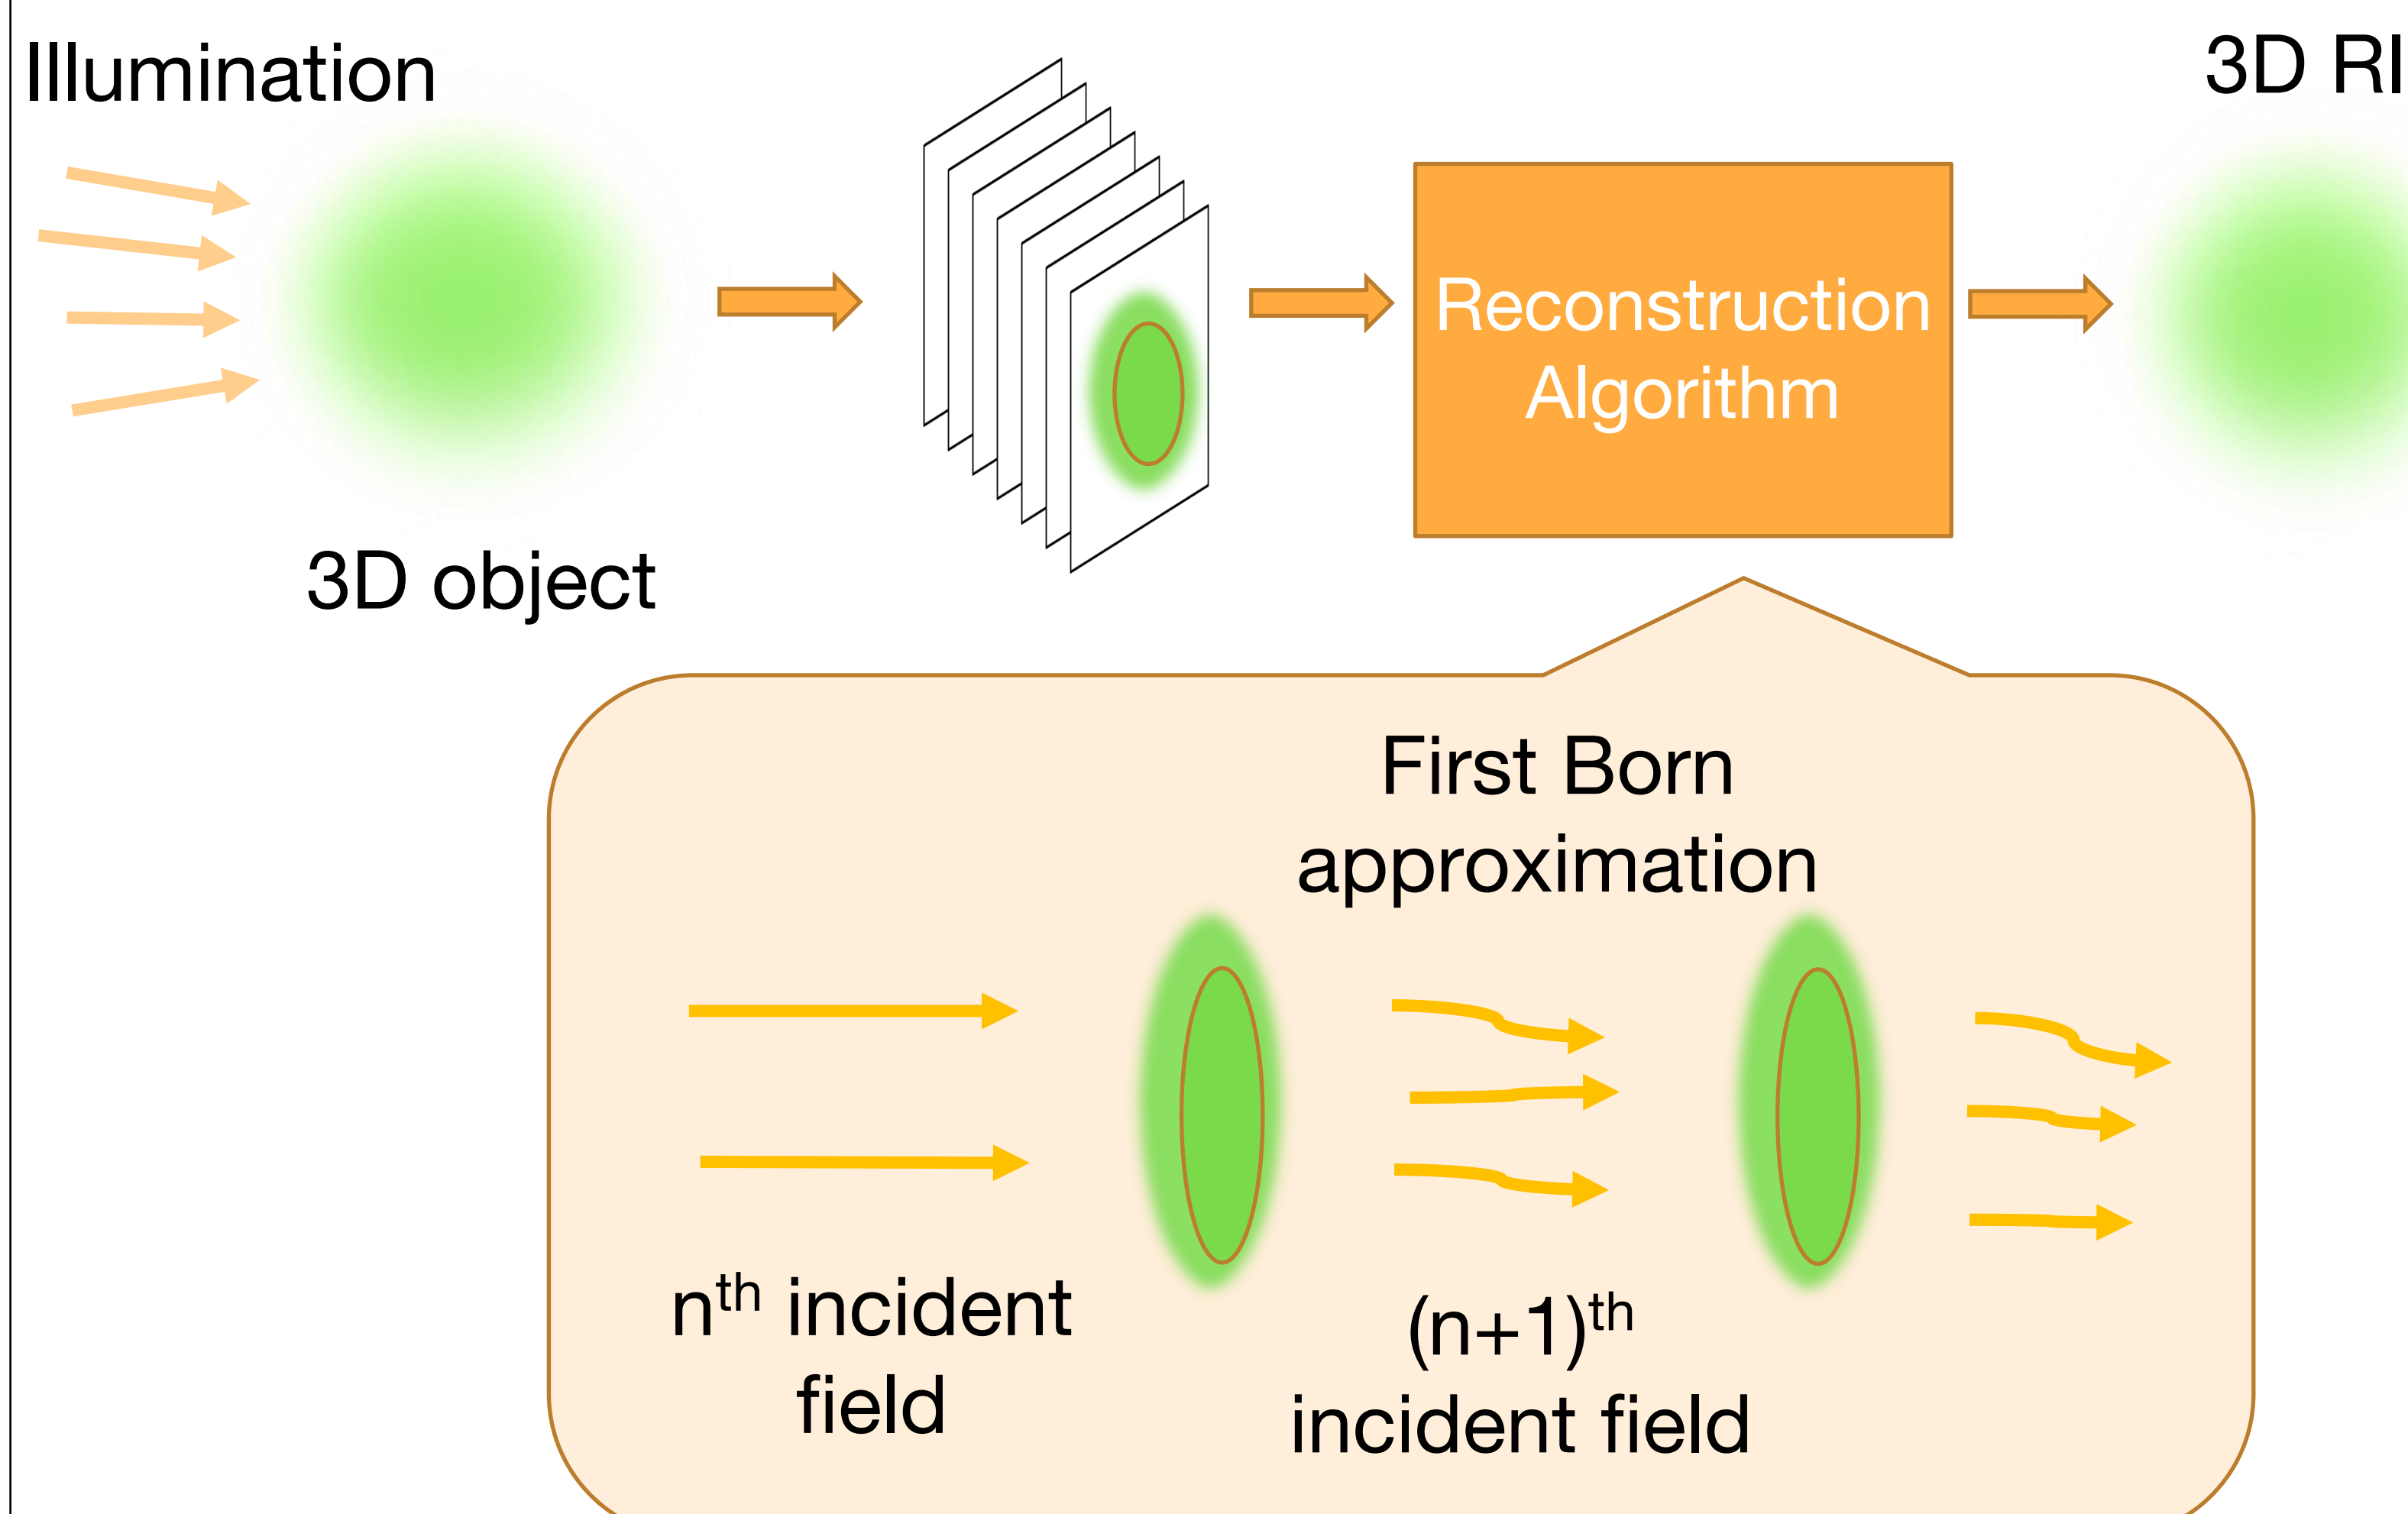 Illumination
3D RI
Reconstruction
Algorithm
3D object
First Born
approximation
nth incident
field
(n+1)th
incident field